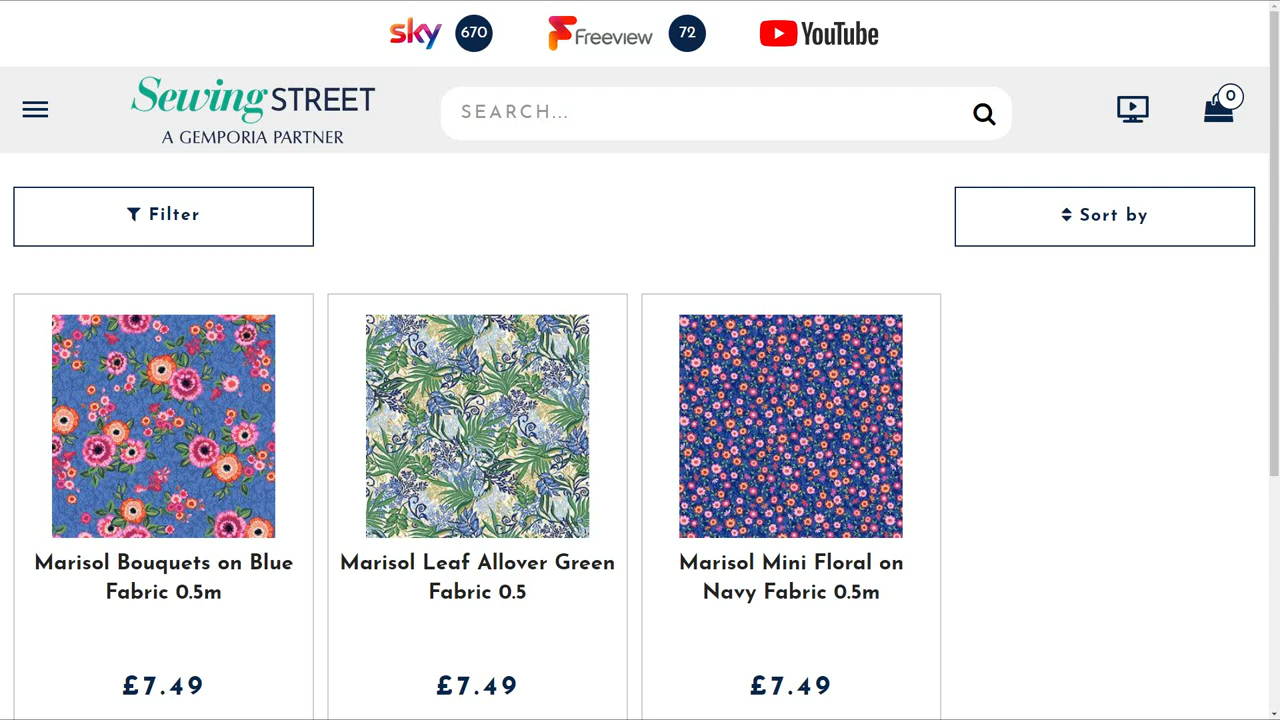 sky 670 Freeview 72 YouTube
Sewing STREET
A GEMPORIA PARTNER
SEARCH...
0
Filter
Sort by
Marisol Bouquets on Blue
Fabric 0.5m
£7.49
Marisol Leaf Allover Green
Fabric 0.5
£7.49
Marisol Mini Floral on
Navy Fabric 0.5m
£7.49